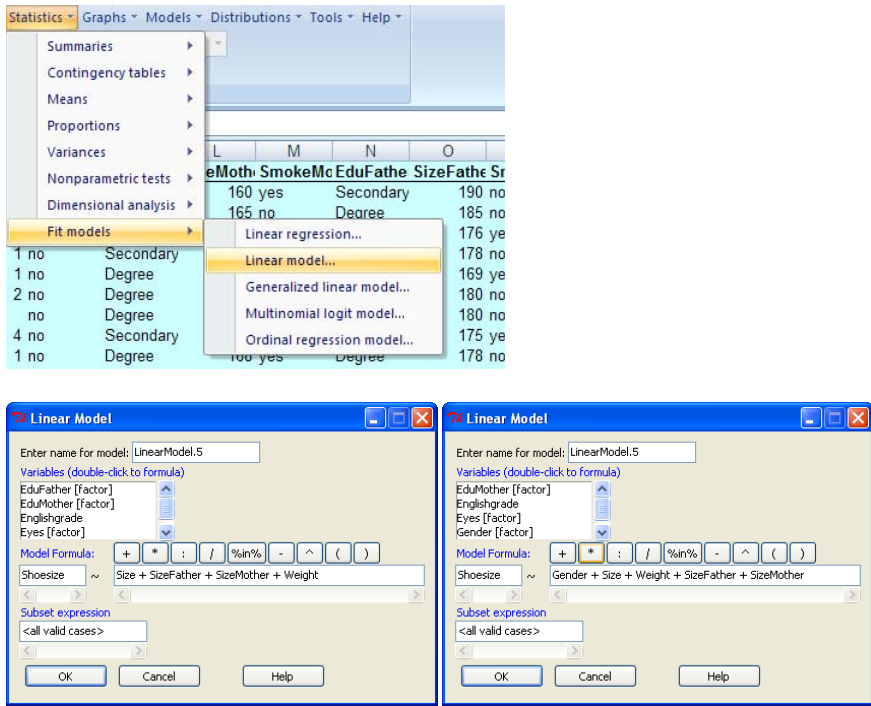 Statistics Graphs Models Distributions Tools Help
Summaries
Contingency tables
Means
Proportions
Variances
Nonparametric tests
Dimensional analysis
Fit models
Linear regression...
Linear model...
Generalized linear model...
Multinomial logit model...
Ordinal regression model...
L M N O
eMoth SmokeMo EduFathe SizeFathe Sm
160 yes Secondary 190 no
165 no Degree 185 no
176 ye
1 no Secondary 178 no
1 no Degree 169 ye
2 no Degree 180 no
no Degree 180 no
4 no Secondary 175 ye
1 no Degree 166 yes Degree 178 no
Linear Model
Enter name for model: LinearModel.5
Variables (double-click to formula)
EduFather [factor]
EduMother [factor]
Englishgrade
Eyes [factor]
Model Formula: + * : / %in% - ^ ( )
Shoesize ~ Size + SizeFather + SizeMother + Weight
Subset expression
<all valid cases>
OK Cancel Help
Linear Model
Enter name for model: LinearModel.5
Variables (double-click to formula)
EduMother [factor]
Englishgrade
Eyes [factor]
Gender [factor]
Model Formula: + * : / %in% - ^ ( )
Shoesize ~ Gender + Size + Weight + SizeFather + SizeMother
Subset expression
<all valid cases>
OK Cancel Help